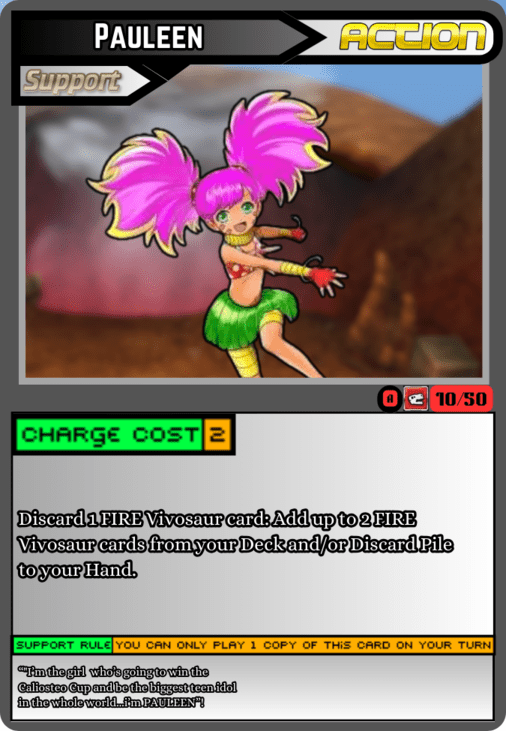 PAULEEN
ACTION
Support
A
10/50
CHARGE COST 2
Discard 1 FIRE Vivosaur card: Add up to 2 FIRE
Vivosaur cards from your Deck and/or Discard Pile
to your Hand.
SUPPORT RULE YOU CAN ONLY PLAY 1 COPY OF THIS CARD ON YOUR TURN
""I'm the girl who's going to win the
Caliosteo Cup and be the biggest teen idol
in the whole world...i'm PAULEEN"!